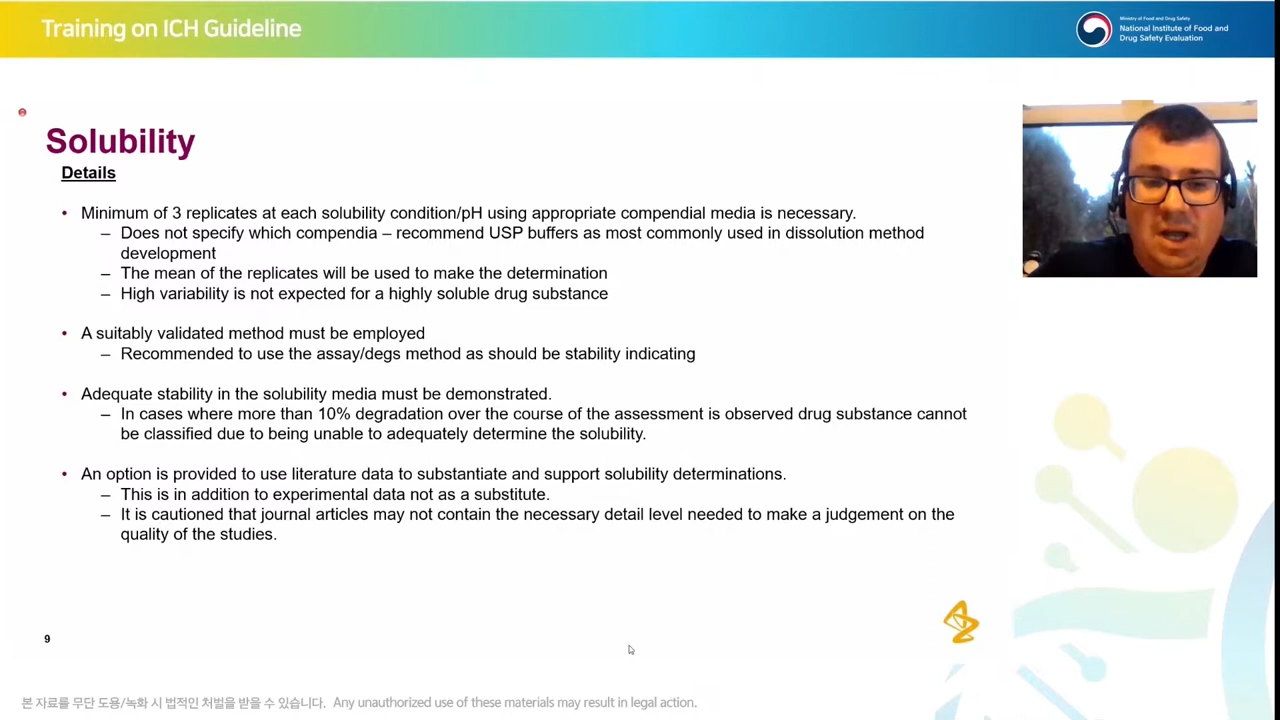 Training on ICH Guideline
Ministry of Food and Drug Safety
National Institute of Food and
Drug Safety Evaluation
Solubility
Details
• Minimum of 3 replicates at each solubility condition/pH using appropriate compendial media is necessary.
– Does not specify which compendia – recommend USP buffers as most commonly used in dissolution method
development
– The mean of the replicates will be used to make the determination
– High variability is not expected for a highly soluble drug substance
• A suitably validated method must be employed
– Recommended to use the assay/degs method as should be stability indicating
• Adequate stability in the solubility media must be demonstrated.
– In cases where more than 10% degradation over the course of the assessment is observed drug substance cannot
be classified due to being unable to adequately determine the solubility.
• An option is provided to use literature data to substantiate and support solubility determinations.
– This is in addition to experimental data not as a substitute.
– It is cautioned that journal articles may not contain the necessary detail level needed to make a judgement on the
quality of the studies.
9
본 자료를 무단 도용/녹화 시 법적인 처벌을 받을 수 있습니다. Any unauthorized use of these materials may result in legal action.